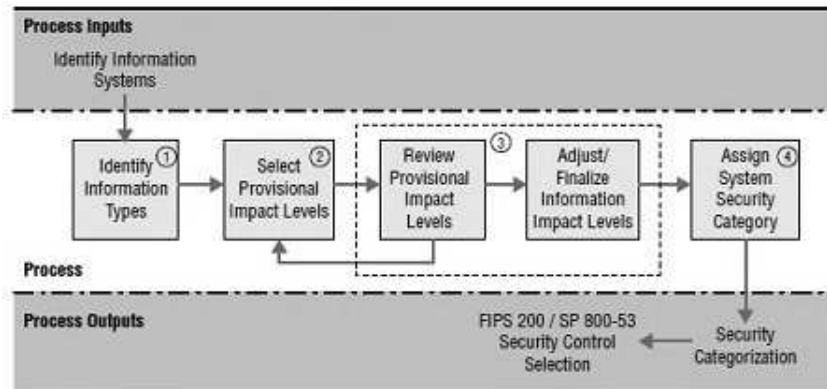 Process Inputs
Identify Information
Systems
1
Identify
Information
Types
2
Select
Provisional
Impact Levels
3
Review
Provisional
Impact
Levels
Adjust/
Finalize
Information
Impact Levels
4
Assign
System
Security
Category
Process
Process Outputs
FIPS 200 / SP 800-53
Security Control
Selection
Security
Categorization